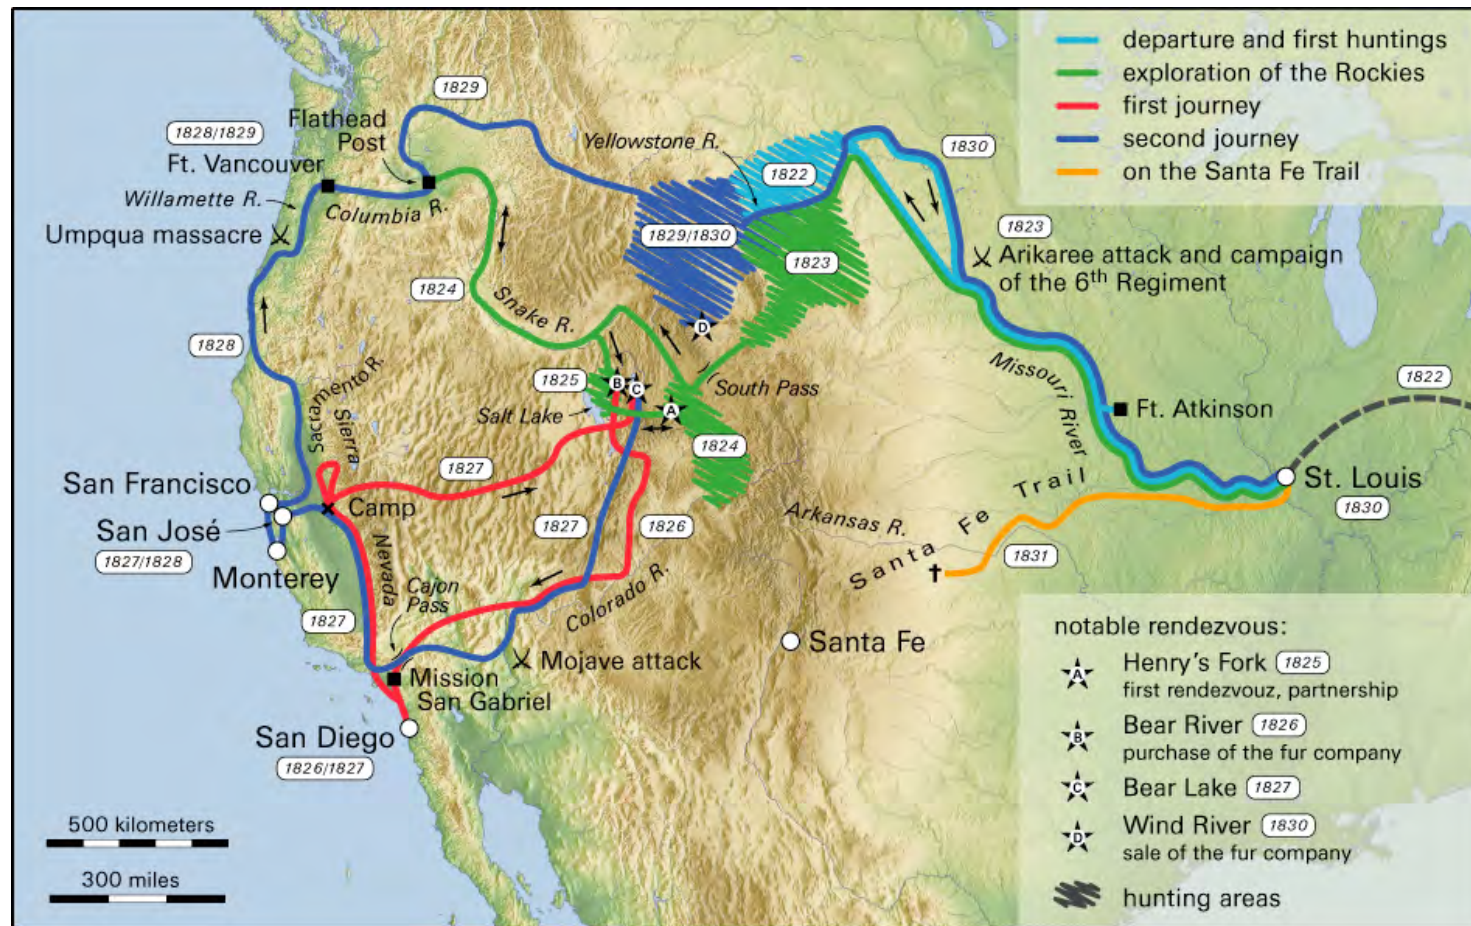 departure and first huntings
exploration of the Rockies
first journey
second journey
on the Santa Fe Trail
1829
1828/1829
Flathead
Post
Ft. Vancouver
Willamette R.
Columbia R.
Umpqua massacre
Yellowstone R.
1822
1830
1829/1830
1823
1823
Arikaree attack and campaign
of the 6th Regiment
1824
Snake R.
D
1828
1825
B
C
A
South Pass
Salt Lake
Missouri River
1822
Ft. Atkinson
Sacramento R.
Sierra
Nevada
1824
1827
San Francisco
Camp
San José
1827/1828
Monterey
1827
1826
Arkansas R.
Santa Fe Trail
St. Louis
1830
1831
Cajon
Pass
Colorado R.
1827
Mojave attack
Santa Fe
Mission
San Gabriel
San Diego
1826/1827
notable rendezvous:
A
Henry's Fork 1825
first rendezvouz, partnership
B
Bear River 1826
purchase of the fur company
C
Bear Lake 1827
D
Wind River 1830
sale of the fur company
hunting areas
500 kilometers
300 miles